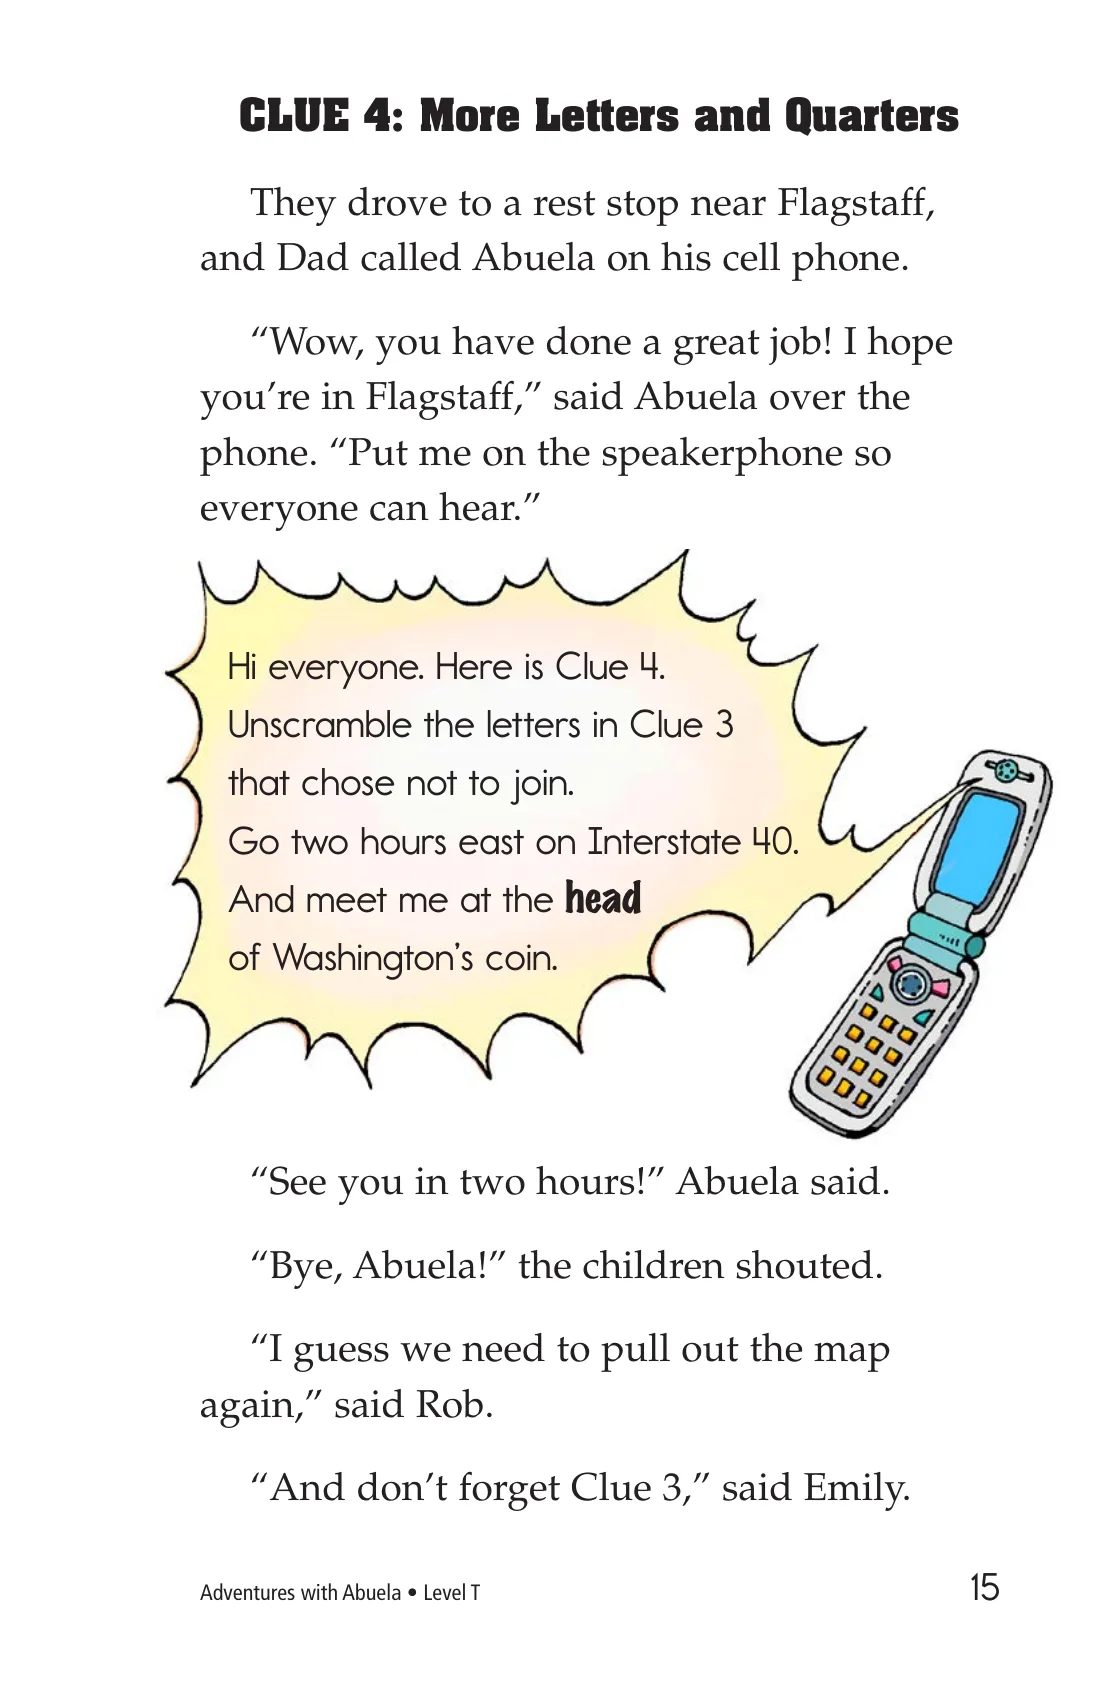 CLUE 4: More Letters and Quarters
They drove to a rest stop near Flagstaff,
and Dad called Abuela on his cell phone.
“Wow, you have done a great job! I hope
you’re in Flagstaff,” said Abuela over the
phone. “Put me on the speakerphone so
everyone can hear.”
Hi everyone. Here is Clue 4.
Unscramble the letters in Clue 3
that chose not to join.
Go two hours east on Interstate 40.
And meet me at the head
of Washington’s coin.
“See you in two hours!” Abuela said.
“Bye, Abuela!” the children shouted.
“I guess we need to pull out the map
again,” said Rob.
“And don’t forget Clue 3,” said Emily.
Adventures with Abuela • Level T
15